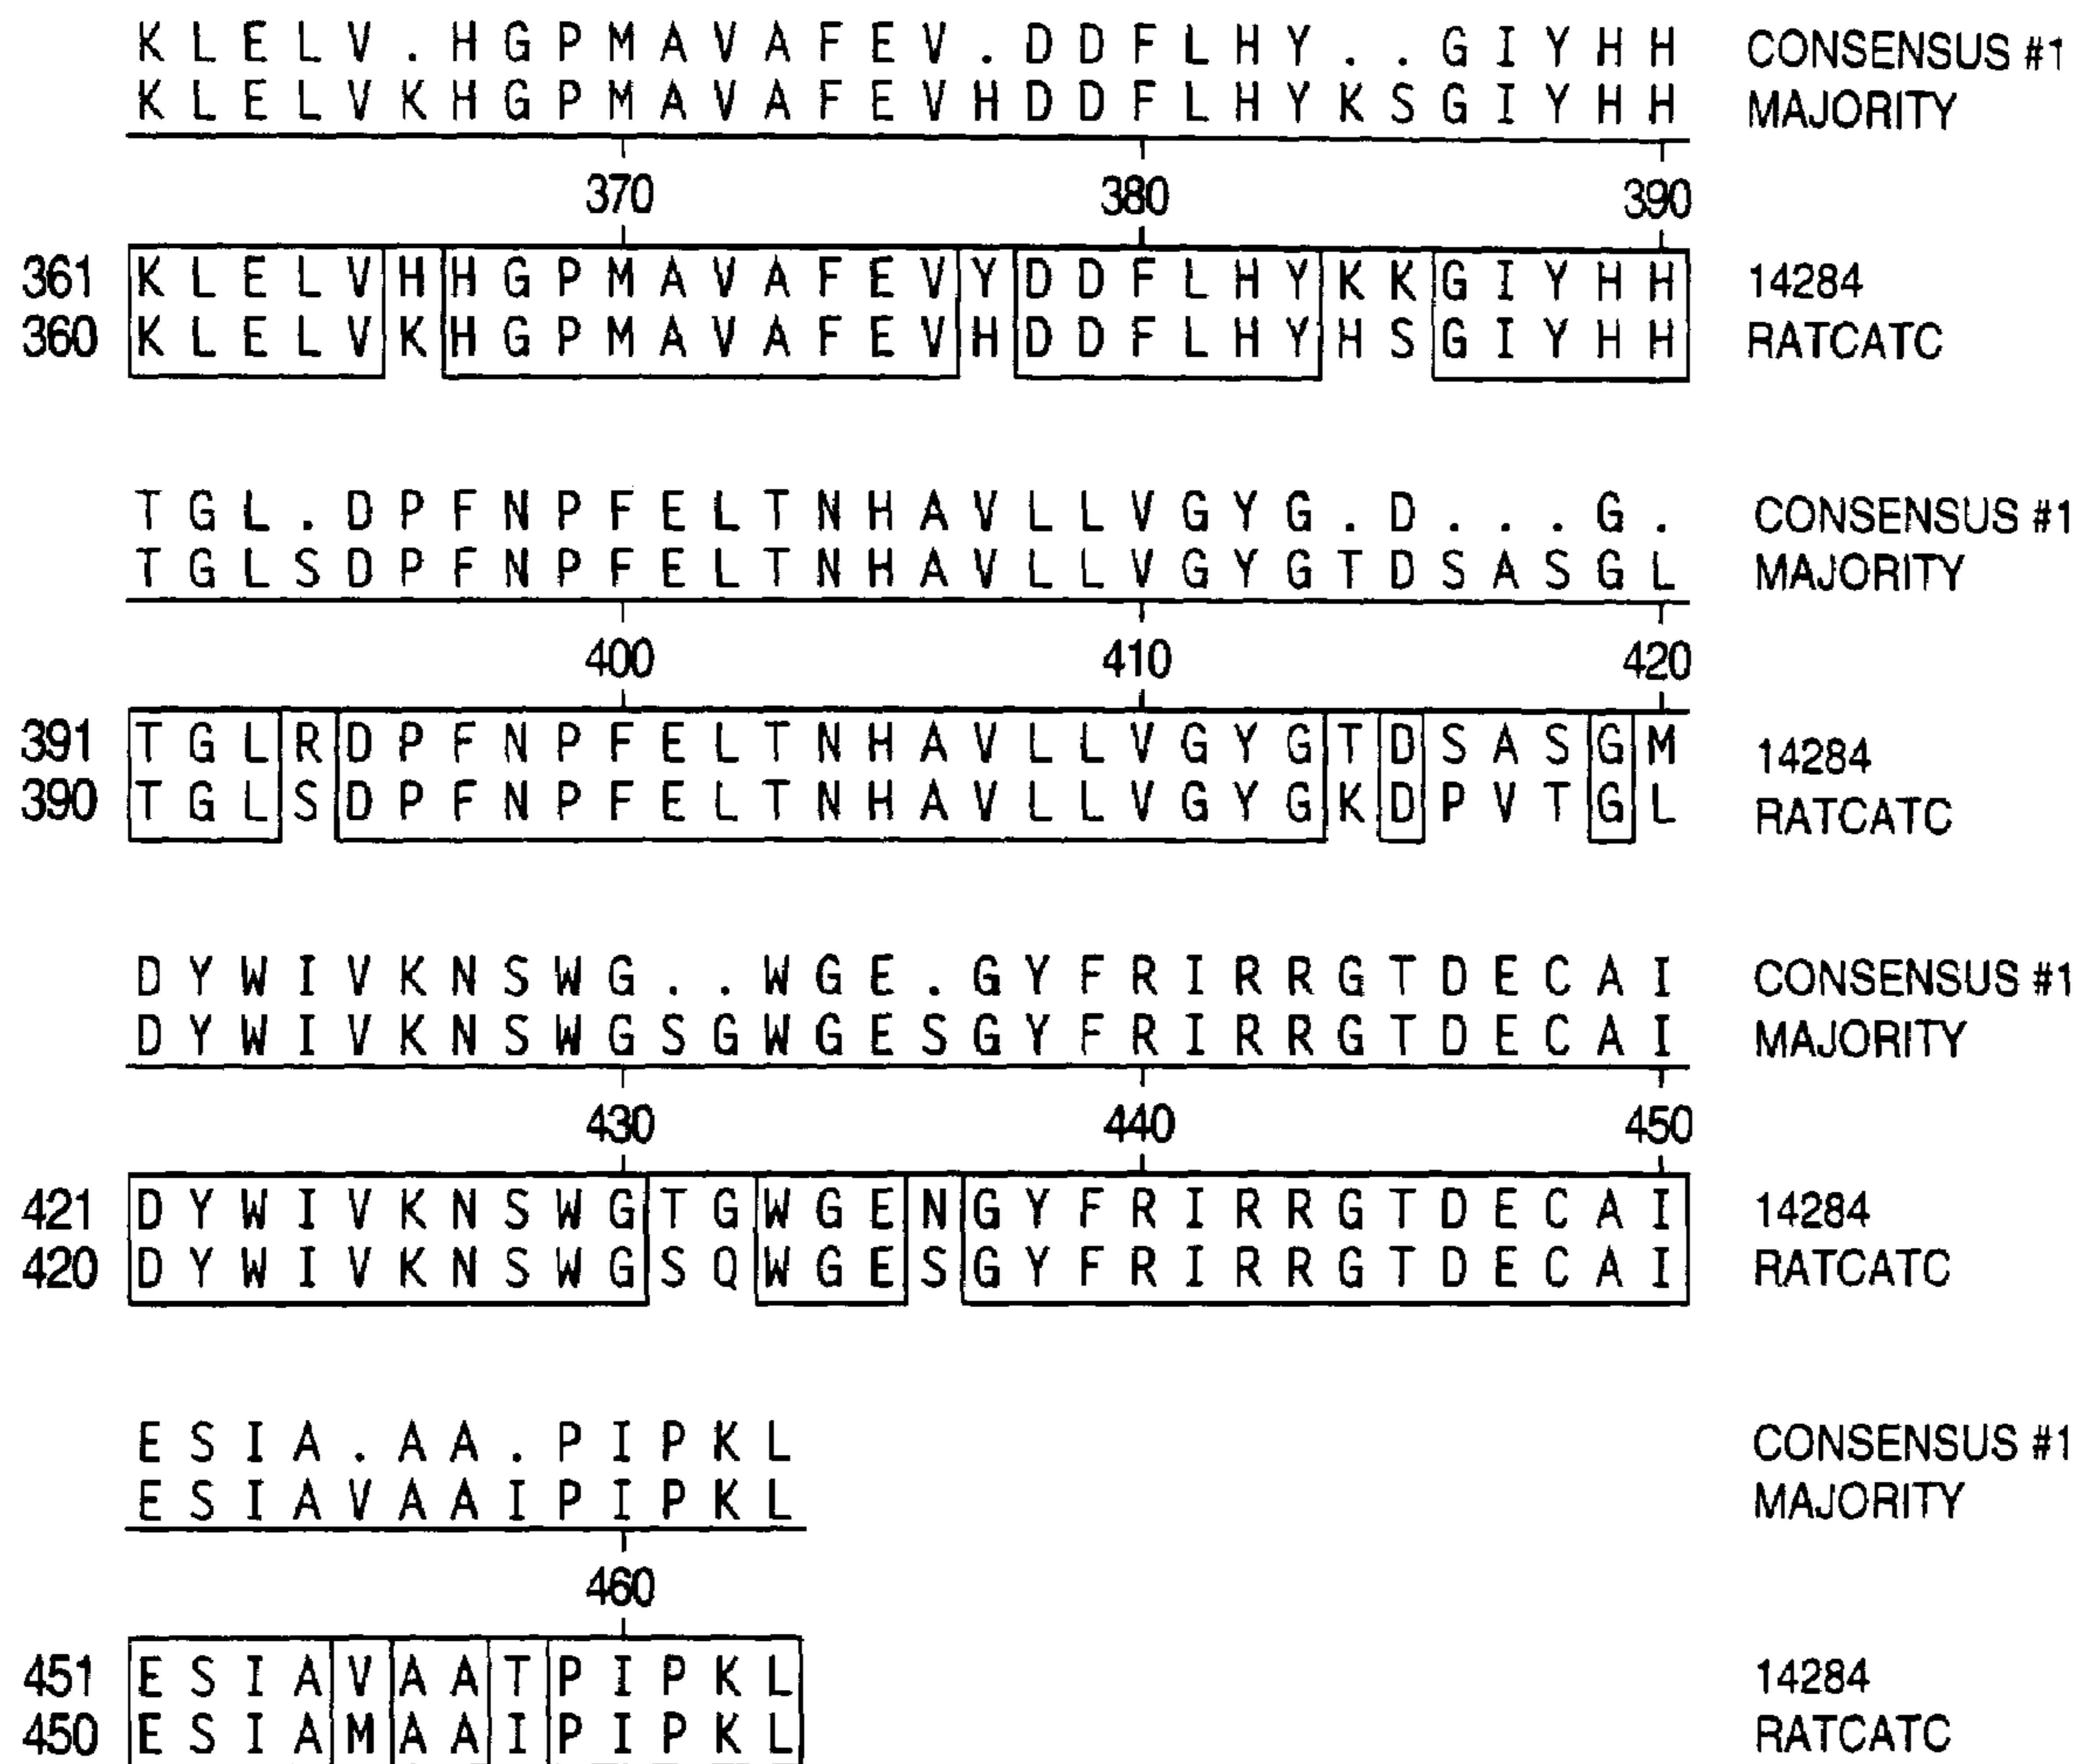 K L E L V . H G P M A V A F E V . D D F L H Y . . G I Y H H CONSENSUS #1
K L E L V K H G P M A V A F E V H D D F L H Y K S G I Y H H MAJORITY
370 380 390
361 K L E L V H H G P M A V A F E V Y D D F L H Y K K G I Y H H 14284
360 K L E L V K H G P M A V A F E V H D D F L H Y H S G I Y H H RATCATC
T G L . D P F N P F E L T N H A V L L V G Y G . D . . . G . CONSENSUS #1
T G L S D P F N P F E L T N H A V L L V G Y G T D S A S G L MAJORITY
400 410 420
391 T G L R D P F N P F E L T N H A V L L V G Y G T D S A S G M 14284
390 T G L S D P F N P F E L T N H A V L L V G Y G K D P V T G L RATCATC
D Y W I V K N S W G . . W G E . G Y F R I R R G T D E C A I CONSENSUS #1
D Y W I V K N S W G S G W G E S G Y F R I R R G T D E C A I MAJORITY
430 440 450
421 D Y W I V K N S W G T G W G E N G Y F R I R R G T D E C A I 14284
420 D Y W I V K N S W G S Q W G E S G Y F R I R R G T D E C A I RATCATC
E S I A . A A . P I P K L CONSENSUS #1
E S I A V A A I P I P K L MAJORITY
460
451 E S I A V A A T P I P K L 14284
450 E S I A M A A I P I P K L RATCATC